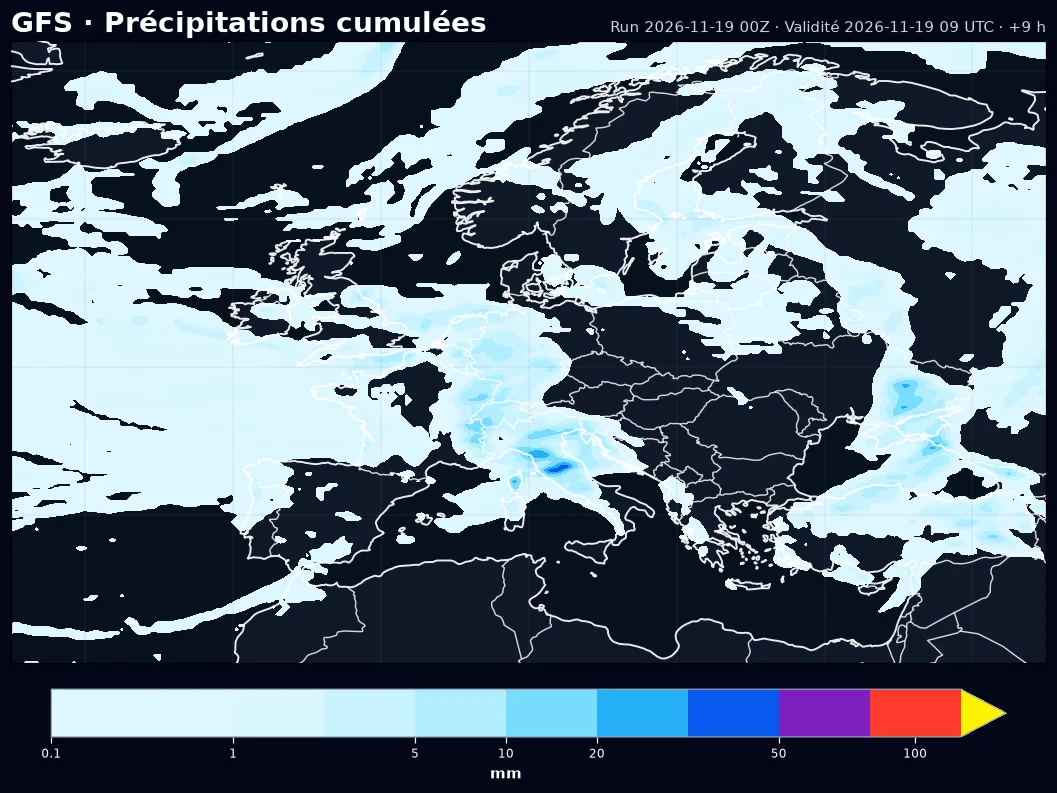 GFS · Précipitations cumulées
Run 2026-11-19 00Z · Validité 2026-11-19 09 UTC · +9 h
0.1 1 5 10 20 50 100
mm